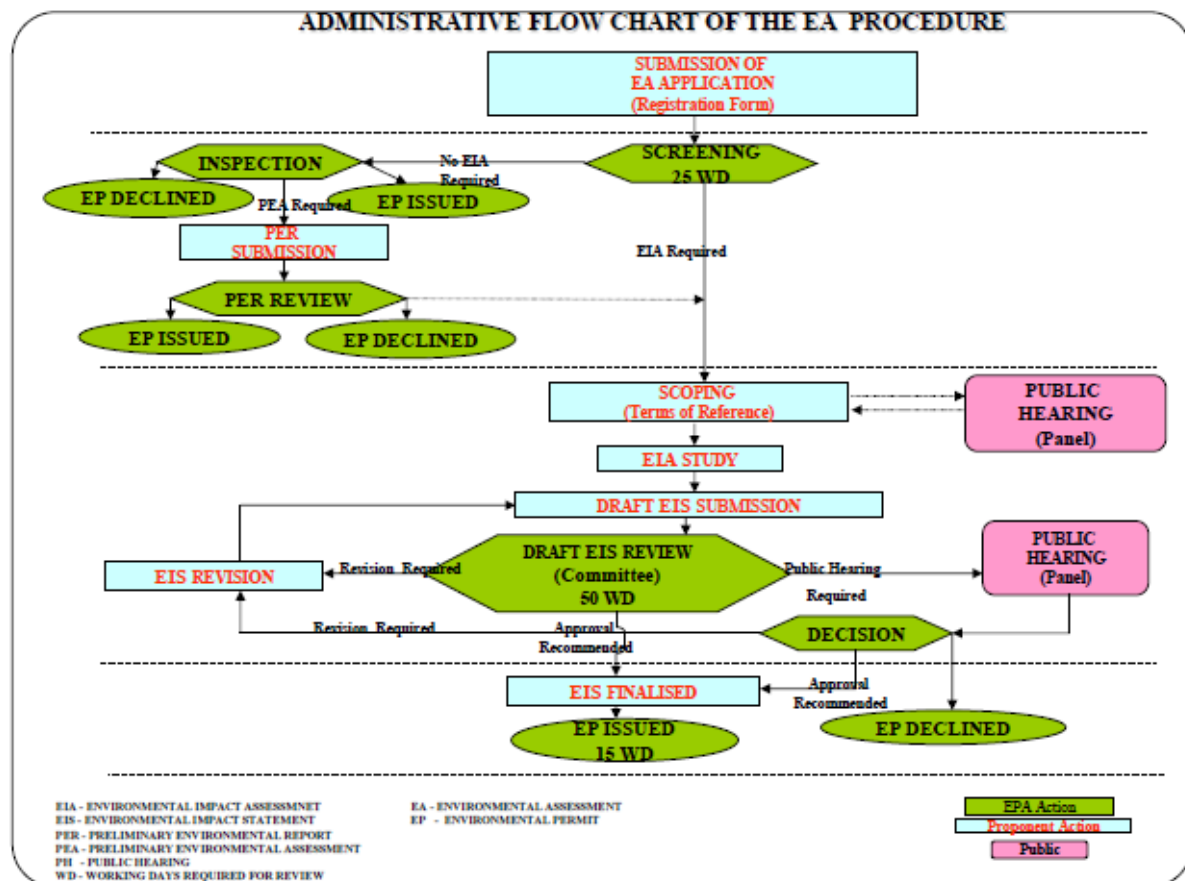 ADMINISTRATIVE FLOW CHART OF THE EA PROCEDURE
SUBMISSION OF
EA APPLICATION
(Registration Form)
INSPECTION
No EIA
Required
SCREENING
25 WD
EP DECLINED
EP ISSUED
PEA Required
PER
SUBMISSION
EIA Required
PER REVIEW
EP ISSUED
EP DECLINED
SCOPING
(Terms of Reference)
PUBLIC
HEARING
(Panel)
EIA STUDY
DRAFT EIS SUBMISSION
EIS REVISION
Revision Required
DRAFT EIS REVIEW
(Committee)
50 WD
Public Hearing
Required
PUBLIC
HEARING
(Panel)
Revision Required
Approval
Recommended
DECISION
EIS FINALISED
Approval
Recommended
EP ISSUED
15 WD
EP DECLINED
EIA - ENVIRONMENTAL IMPACT ASSESSMNET
EIS - ENVIRONMENTAL IMPACT STATEMENT
PER - PRELIMINARY ENVIRONMENTAL REPORT
PEA - PRELIMINARY ENVIRONMENTAL ASSESSMENT
PH - PUBLIC HEARING
WD - WORKING DAYS REQUIRED FOR REVIEW
EA - ENVIRONMENTAL ASSESSMENT
EP - ENVIRONMENTAL PERMIT
EPA Action
Proponent Action
Public